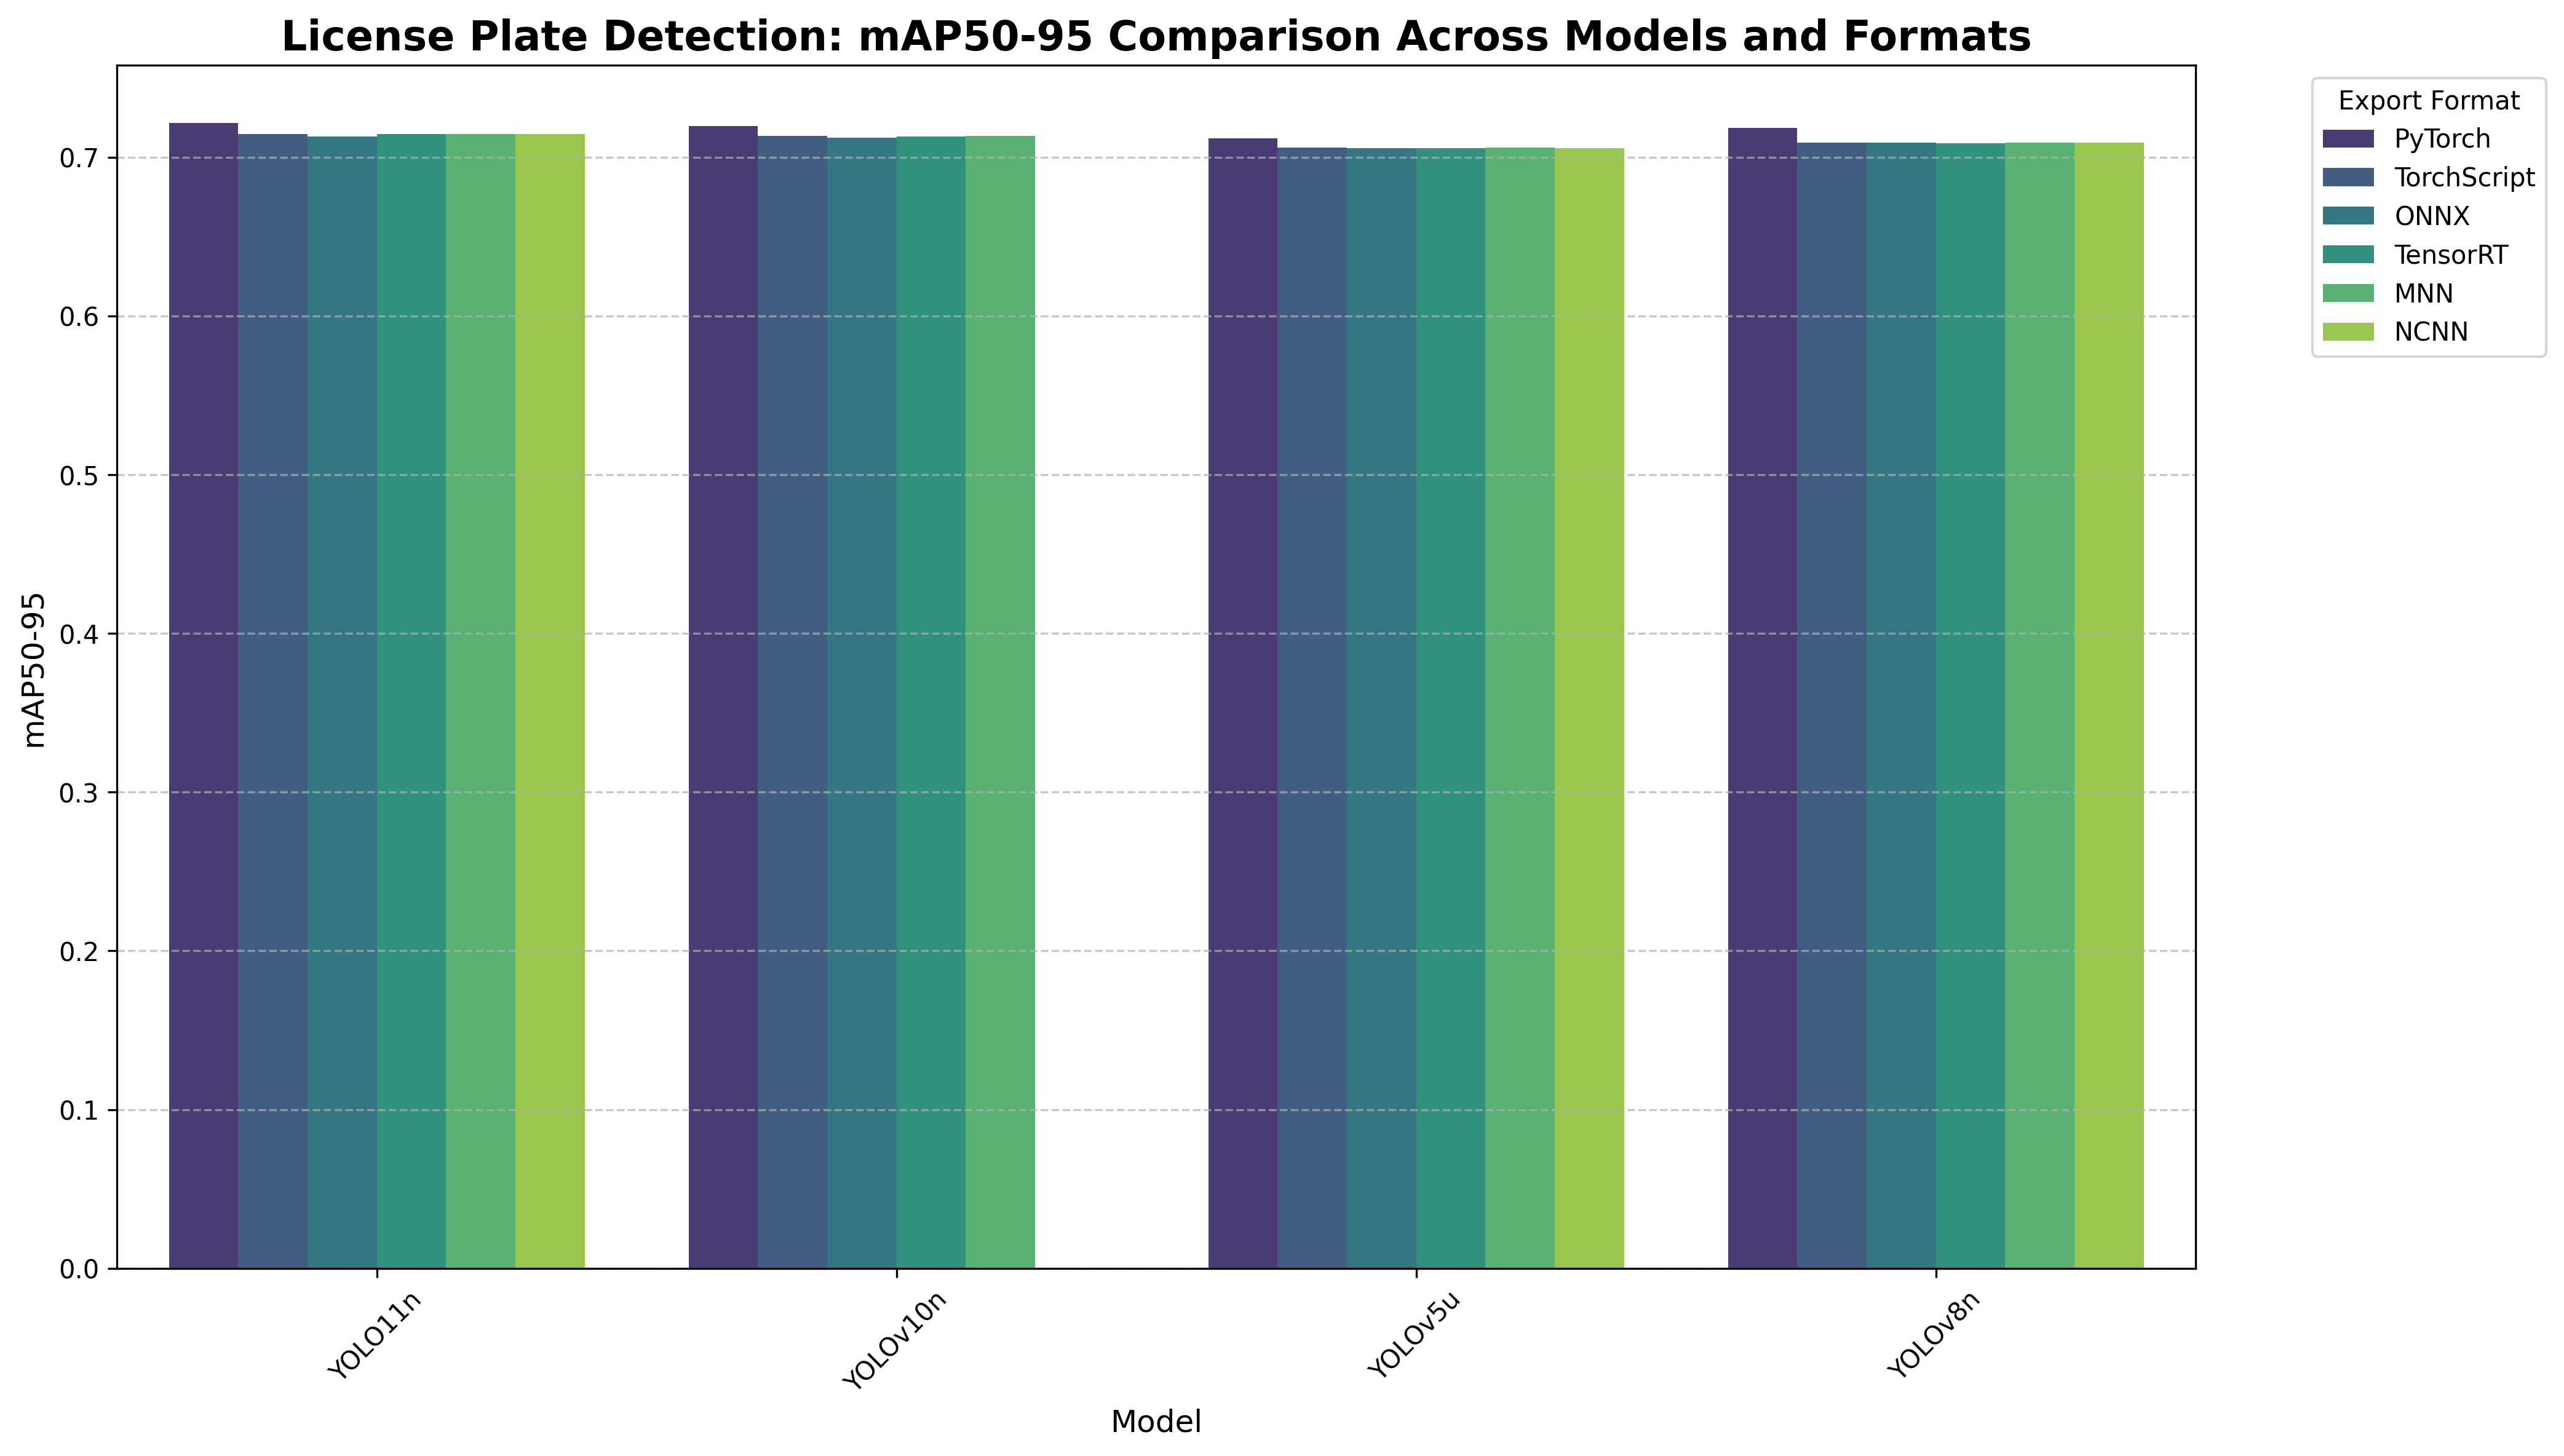 License Plate Detection: mAP50-95 Comparison Across Models and Formats
Export Format
PyTorch
TorchScript
ONNX
TensorRT
MNN
NCNN
mAP50-95
0.7
0.6
0.5
0.4
0.3
0.2
0.1
0.0
YOLO11n
YOLOv10n
YOLOv5u
YOLOv8n
Model